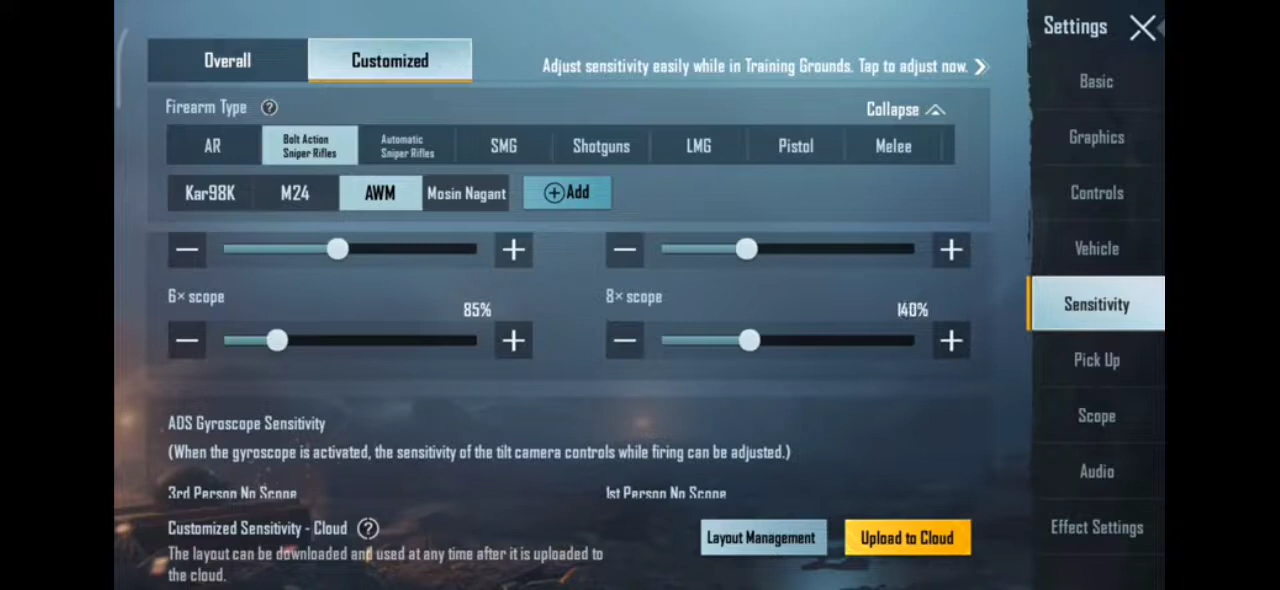 Settings
Overall
Customized
Adjust sensitivity easily while in Training Grounds. Tap to adjust now.
Basic
Firearm Type ?
Collapse
Graphics
AR
Bolt Action
Sniper Rifles
Automatic
Sniper Rifles
SMG
Shotguns
LMG
Pistol
Melee
Kar98K
M24
AWM
Mosin Nagant
+ Add
Controls
Vehicle
6× scope
85%
8× scope
140%
Sensitivity
Pick Up
Scope
ADS Gyroscope Sensitivity
(When the gyroscope is activated, the sensitivity of the tilt camera controls while firing can be adjusted.)
Audio
3rd Person No Scope
1st Person No Scope
Customized Sensitivity - Cloud ?
The layout can be downloaded and used at any time after it is uploaded to
the cloud.
Layout Management
Upload to Cloud
Effect Settings